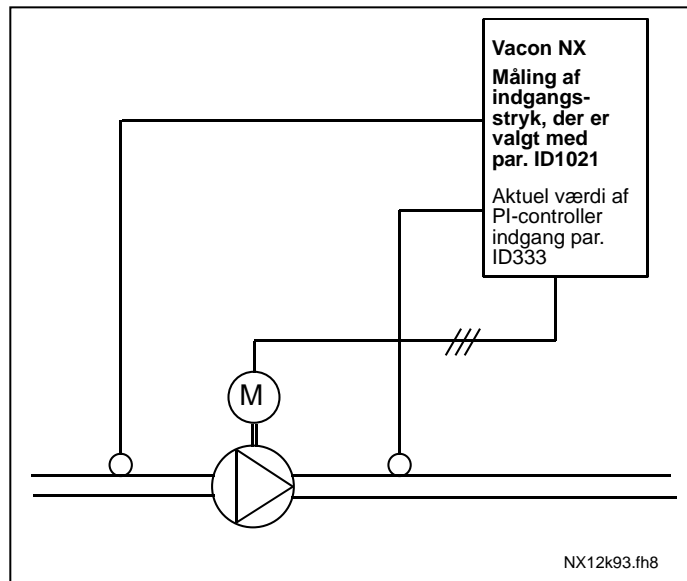 Vacon NX
Måling af
indgangs-
stryk, der er
valgt med
par. ID1021
Aktuel værdi af
PI-controller
indgang par.
ID333
M
NX12k93.fh8